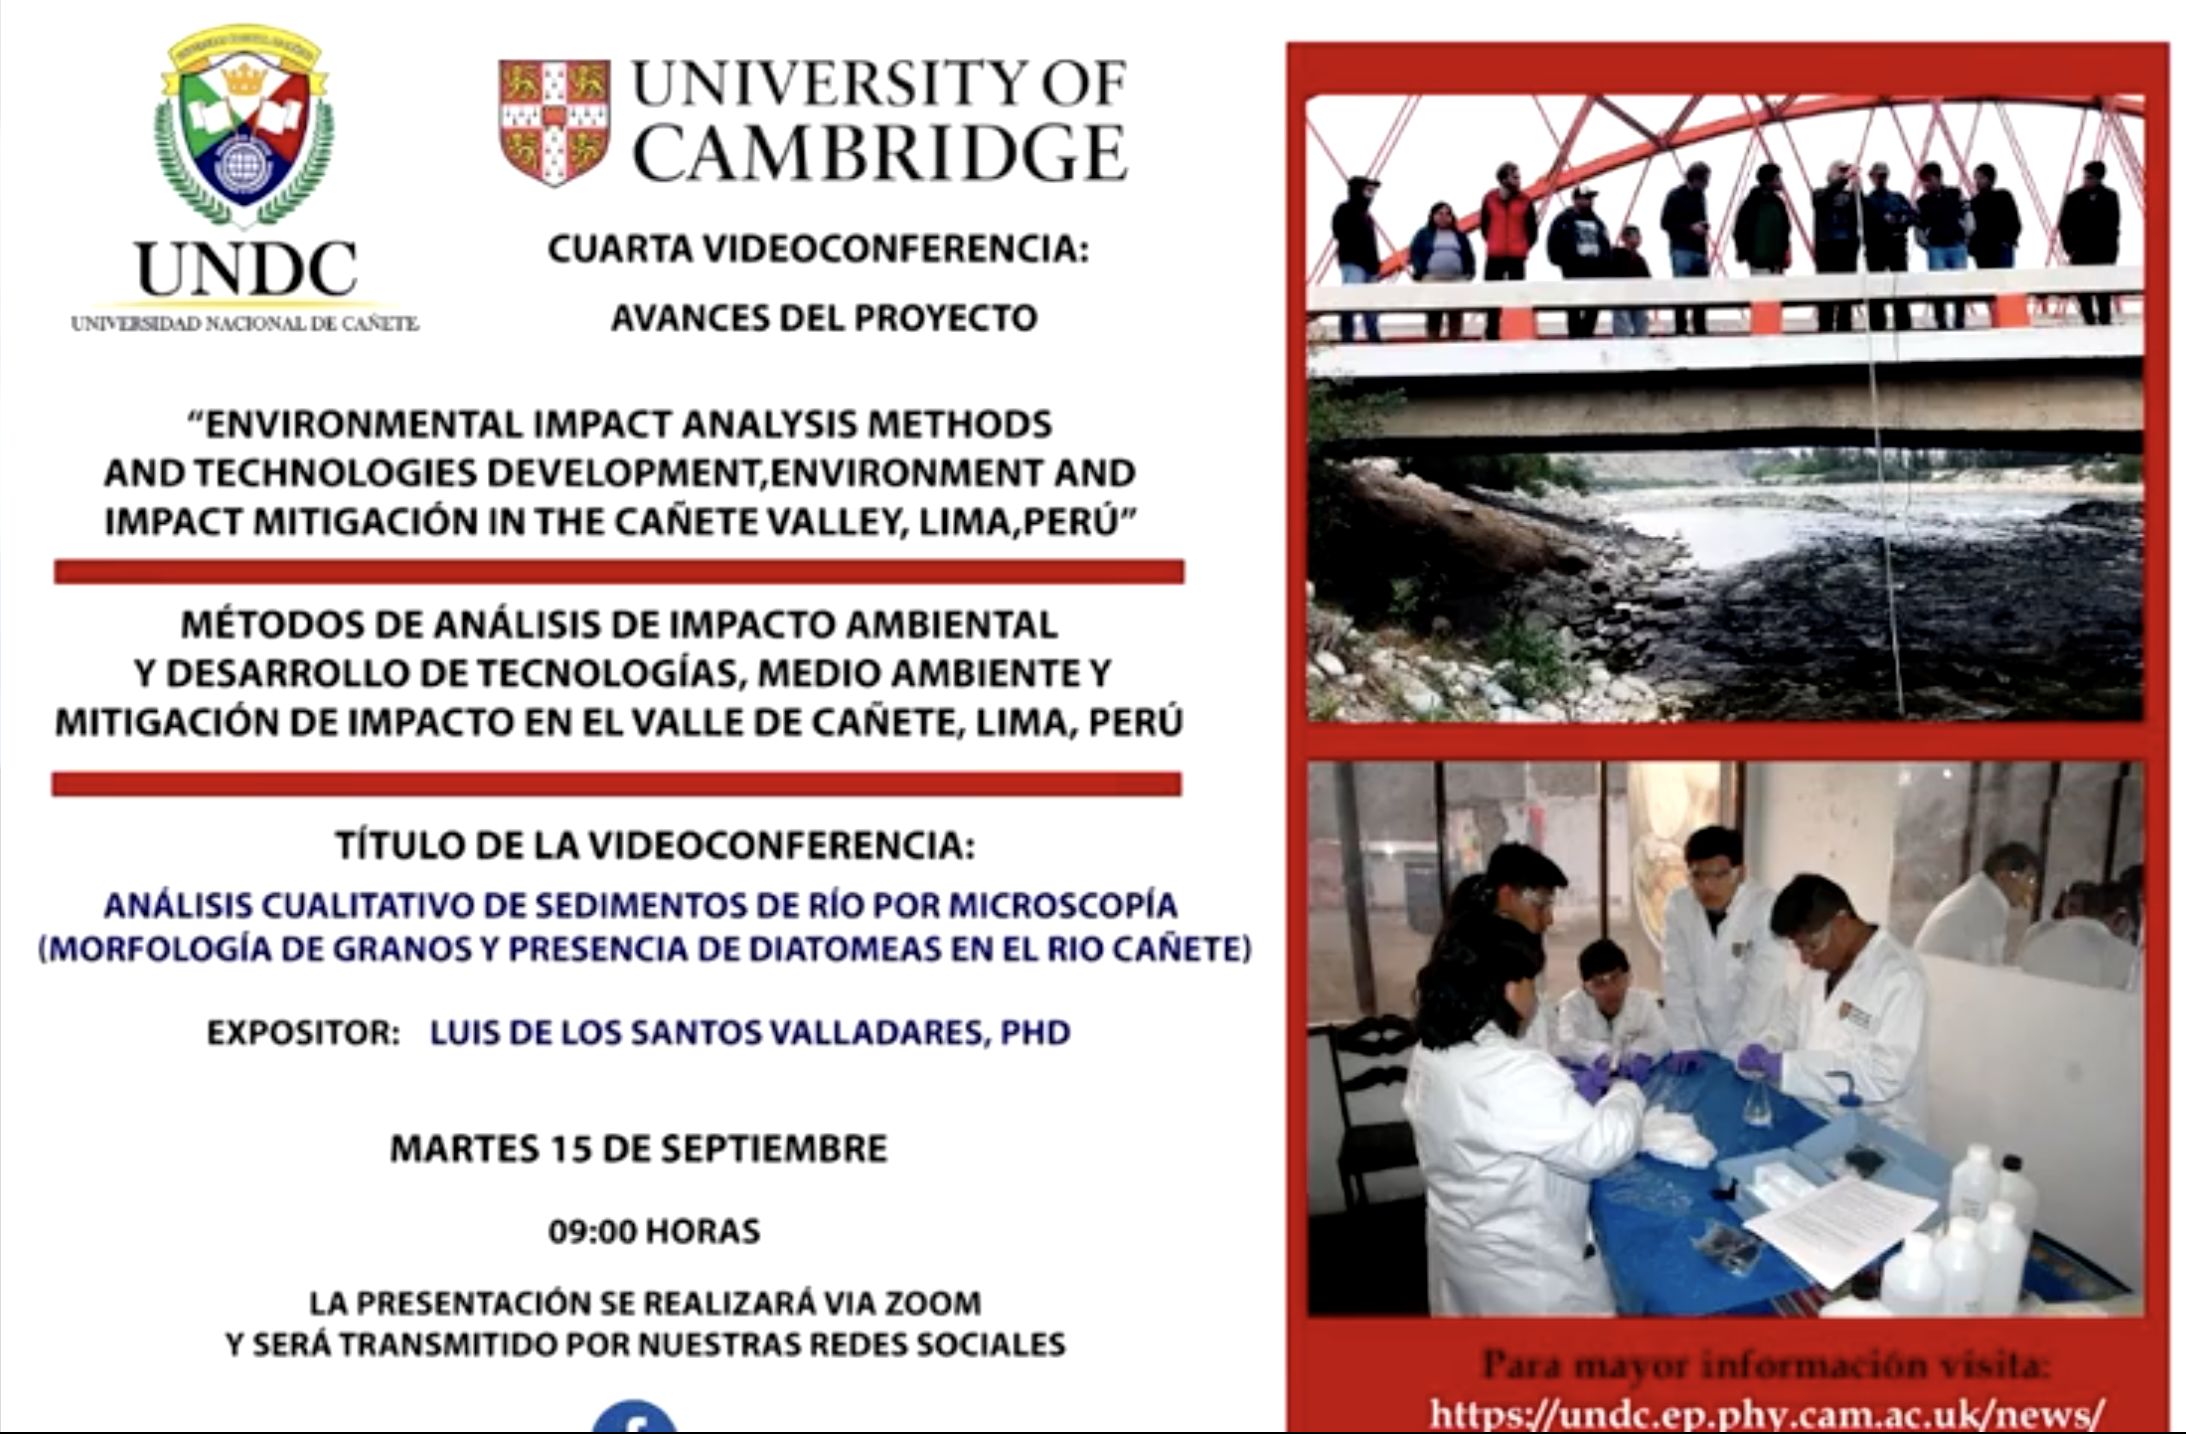 UNDC
UNIVERSIDAD NACIONAL DE CAÑETE
UNIVERSITY OF
CAMBRIDGE
CUARTA VIDEOCONFERENCIA:
AVANCES DEL PROYECTO
“ENVIRONMENTAL IMPACT ANALYSIS METHODS
AND TECHNOLOGIES DEVELOPMENT,ENVIRONMENT AND
IMPACT MITIGACIÓN IN THE CAÑETE VALLEY, LIMA,PERÚ”
MÉTODOS DE ANÁLISIS DE IMPACTO AMBIENTAL
Y DESARROLLO DE TECNOLOGÍAS, MEDIO AMBIENTE Y
MITIGACIÓN DE IMPACTO EN EL VALLE DE CAÑETE, LIMA, PERÚ
TÍTULO DE LA VIDEOCONFERENCIA:
ANÁLISIS CUALITATIVO DE SEDIMENTOS DE RÍO POR MICROSCOPÍA
(MORFOLOGÍA DE GRANOS Y PRESENCIA DE DIATOMEAS EN EL RIO CAÑETE)
EXPOSITOR: LUIS DE LOS SANTOS VALLADARES, PHD
MARTES 15 DE SEPTIEMBRE
09:00 HORAS
LA PRESENTACIÓN SE REALIZARÁ VIA ZOOM
Y SERÁ TRANSMITIDO POR NUESTRAS REDES SOCIALES
Para mayor información visita:
https://undc.ep.phy.cam.ac.uk/news/